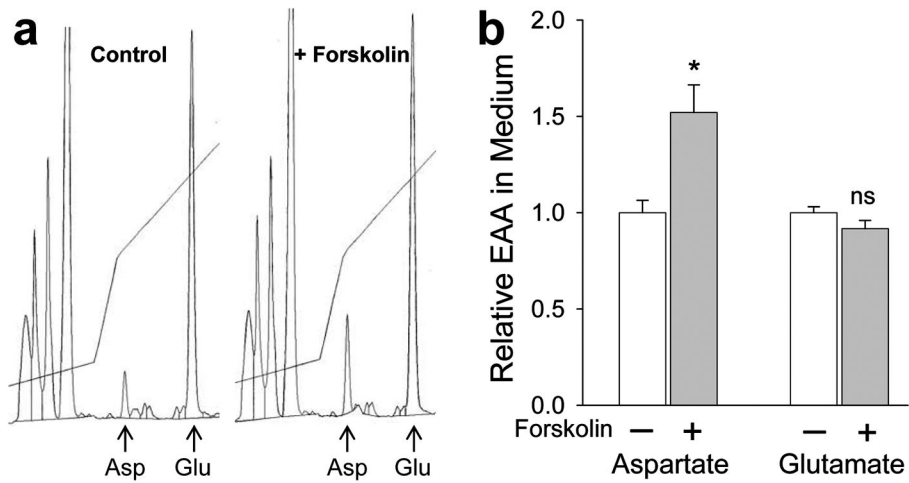 a
Control
+ Forskolin
Asp
Glu
Asp
Glu
b
Relative EAA in Medium
2.0
1.5
1.0
0.5
0.0
*
ns
Forskolin − + − +
Aspartate Glutamate